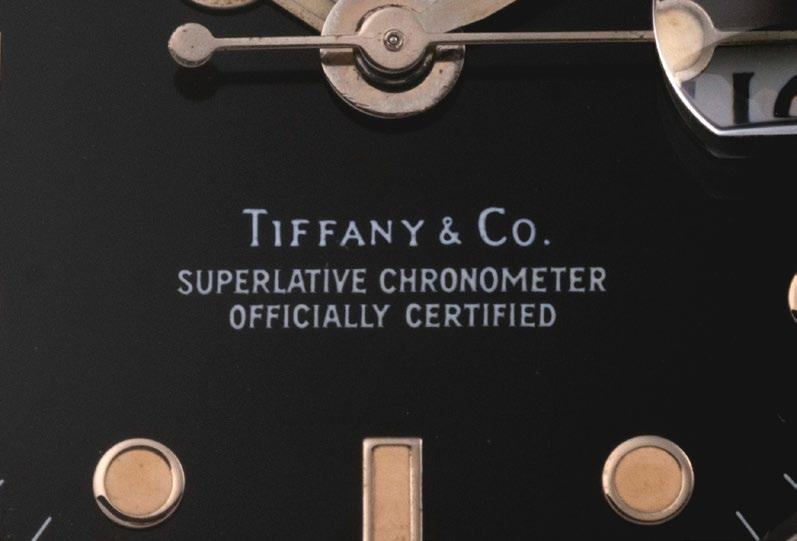 TIFFANY & CO.
SUPERLATIVE CHRONOMETER
OFFICIALLY CERTIFIED